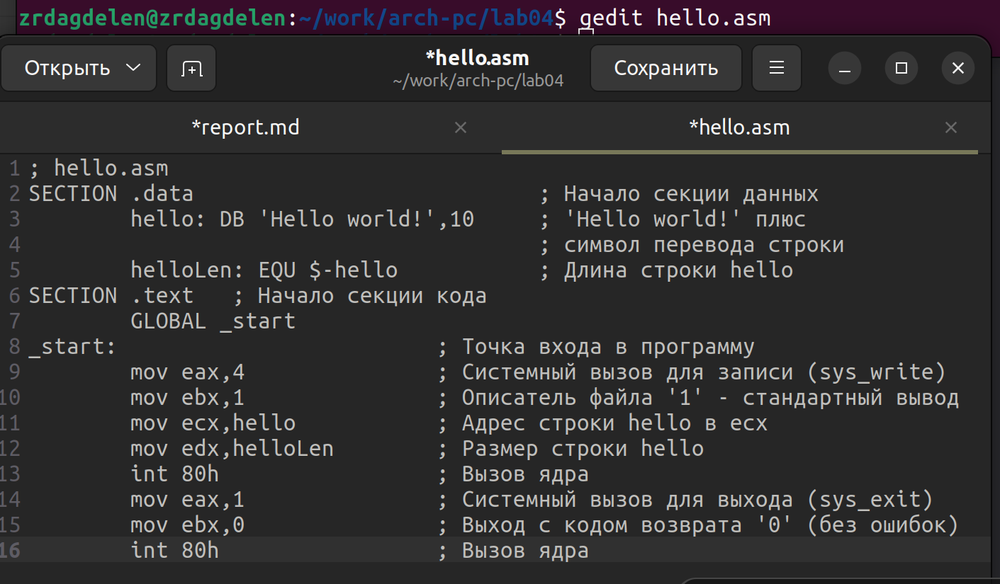 zrdagdelen@zrdagdelen:~/work/arch-pc/lab04$ gedit hello.asm
Открыть
*hello.asm
~/work/arch-pc/lab04
Сохранить
*report.md
*hello.asm
1 ; hello.asm
2 SECTION .data ; Начало секции данных
3 hello: DB 'Hello world!',10 ; 'Hello world!' плюс
4 ; символ перевода строки
5 helloLen: EQU $-hello ; Длина строки hello
6 SECTION .text ; Начало секции кода
7 GLOBAL _start
8 _start: ; Точка входа в программу
9 mov eax,4 ; Системный вызов для записи (sys_write)
10 mov ebx,1 ; Описатель файла '1' - стандартный вывод
11 mov ecx,hello ; Адрес строки hello в ecx
12 mov edx,helloLen ; Размер строки hello
13 int 80h ; Вызов ядра
14 mov eax,1 ; Системный вызов для выхода (sys_exit)
15 mov ebx,0 ; Выход с кодом возврата '0' (без ошибок)
16 int 80h ; Вызов ядра